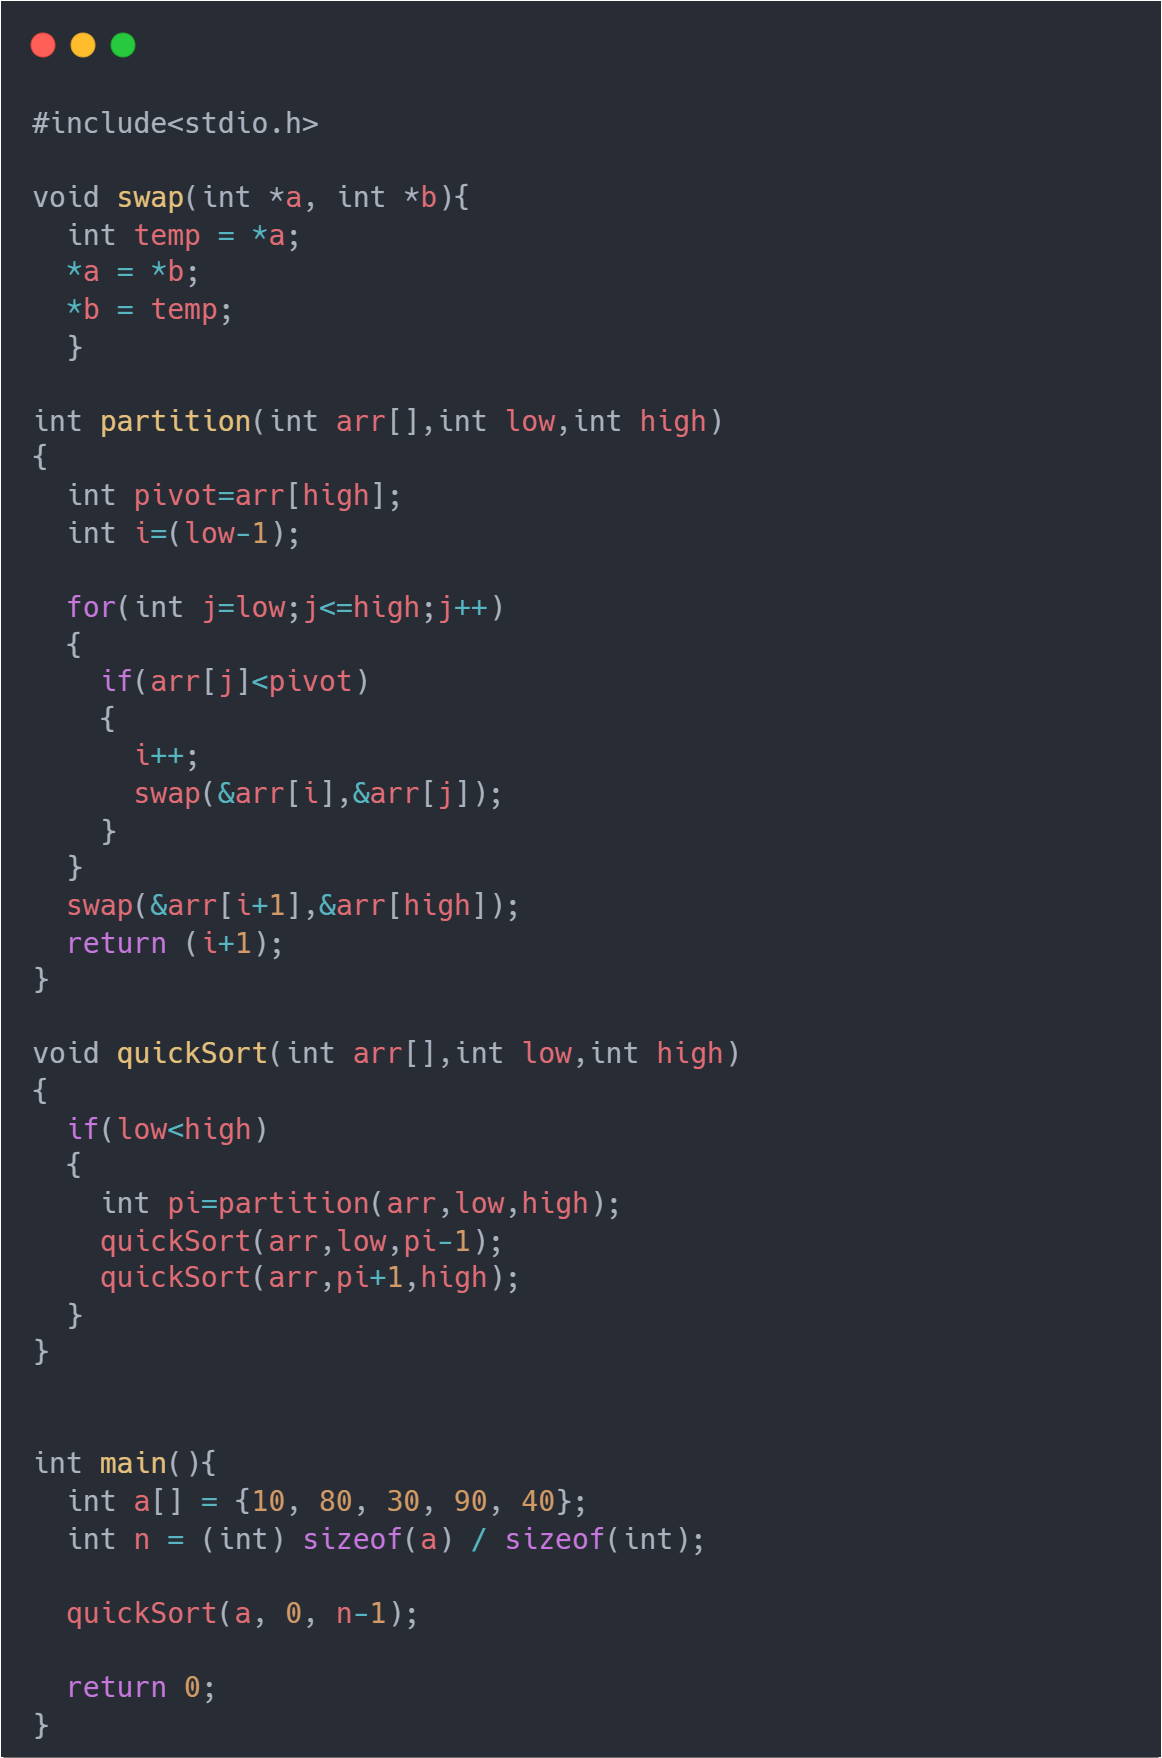 #include<stdio.h>

void swap(int *a, int *b){
  int temp = *a;
  *a = *b;
  *b = temp;
  }

int partition(int arr[],int low,int high)
{
  int pivot=arr[high];
  int i=(low-1);

  for(int j=low;j<=high;j++)
  {
    if(arr[j]<pivot)
    {
      i++;
      swap(&arr[i],&arr[j]);
    }
  }
  swap(&arr[i+1],&arr[high]);
  return (i+1);
}

void quickSort(int arr[],int low,int high)
{
  if(low<high)
  {
    int pi=partition(arr,low,high);
    quickSort(arr,low,pi-1);
    quickSort(arr,pi+1,high);
  }
}


int main(){
  int a[] = {10, 80, 30, 90, 40};
  int n = (int) sizeof(a) / sizeof(int);

  quickSort(a, 0, n-1);

  return 0;
}